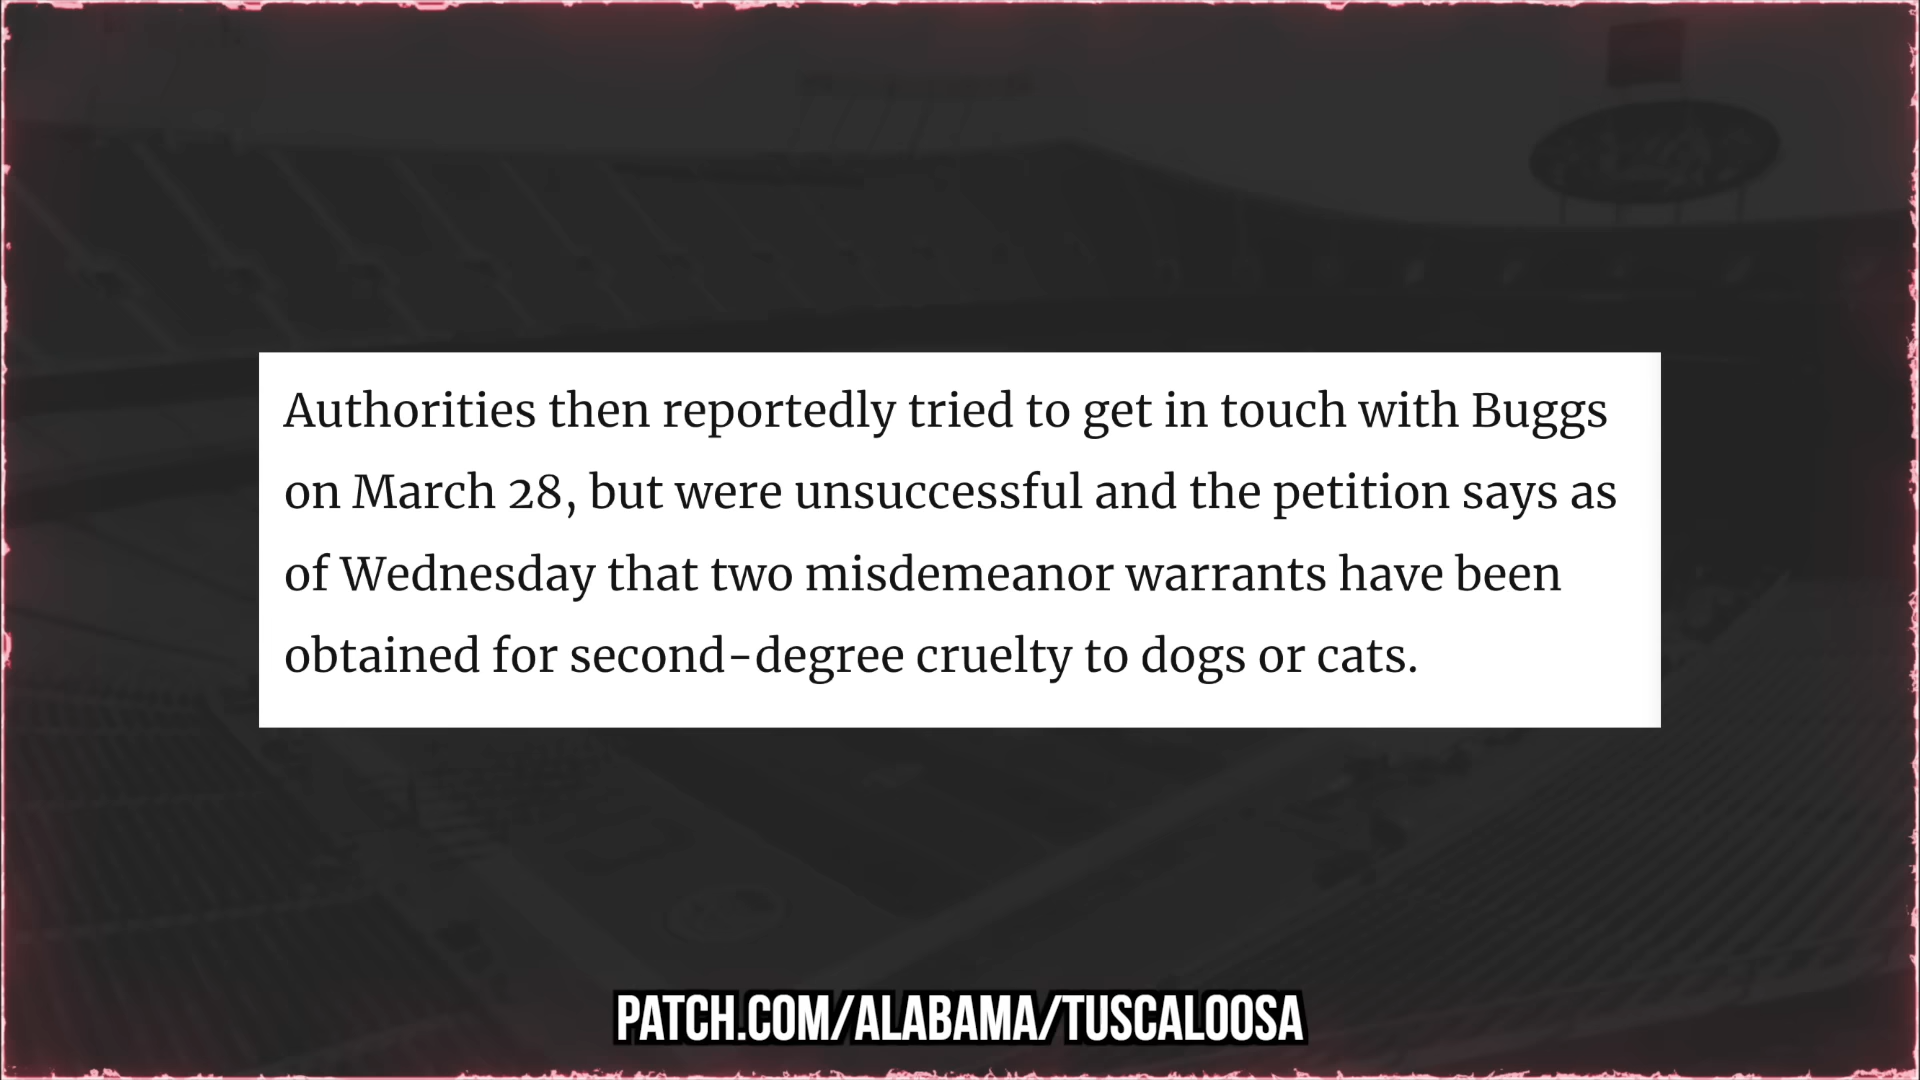 Authorities then reportedly tried to get in touch with Buggs
on March 28, but were unsuccessful and the petition says as
of Wednesday that two misdemeanor warrants have been
obtained for second-degree cruelty to dogs or cats.
PATCH.COM/ALABAMA/TUSCALOOSA